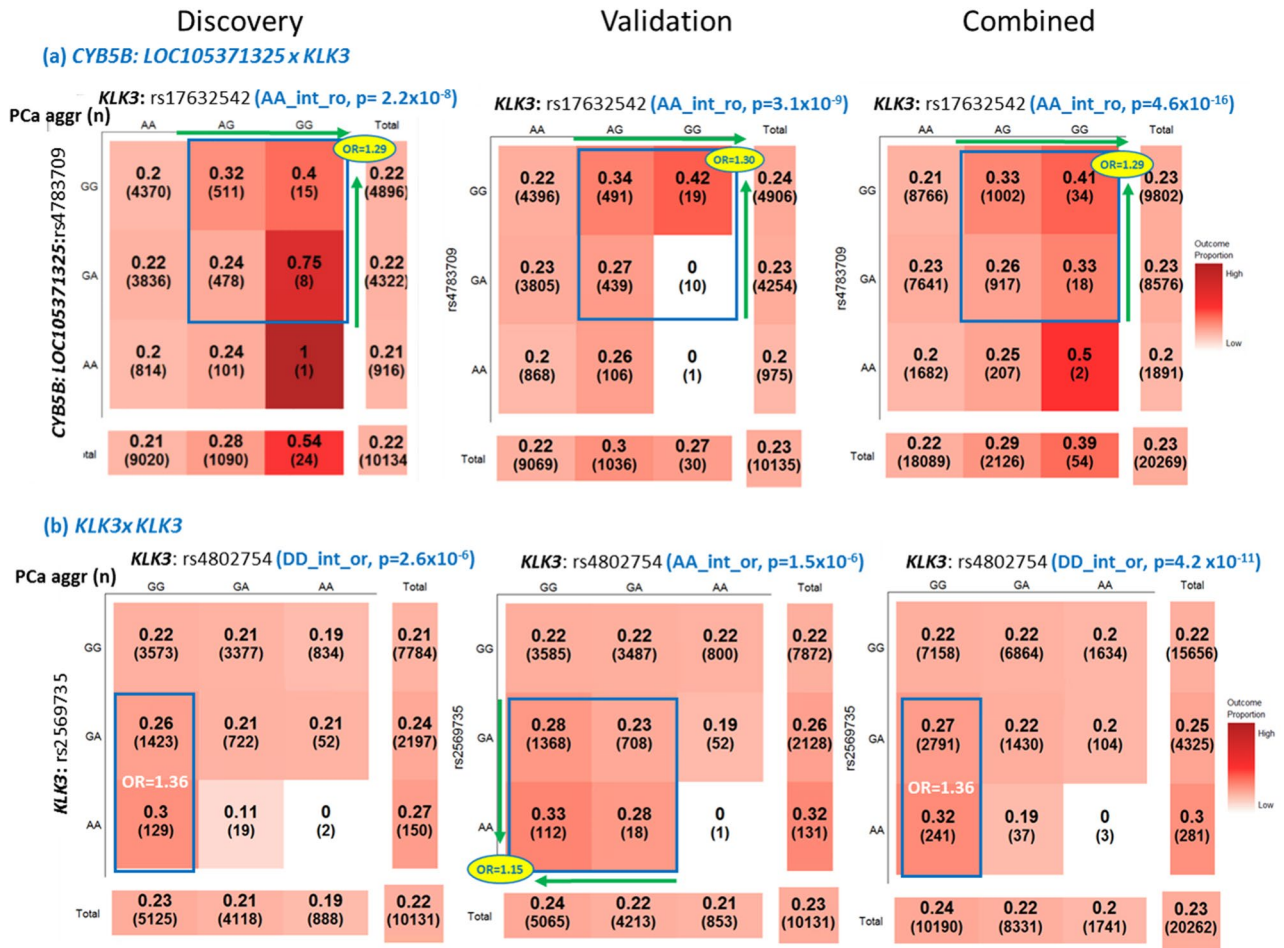 Discovery Validation Combined
(a) CYB5B: LOC105371325 x KLK3
KLK3: rs17632542 (AA_int_ro, p= 2.2x10-8) KLK3: rs17632542 (AA_int_ro, p=3.1x10-9) KLK3: rs17632542 (AA_int_ro, p=4.6x10-16)
PCa aggr (n)
AA AG GG Total AA AG GG Total AA AG GG Total
OR=1.29 OR=1.30 OR=1.29
CYB5B: LOC105371325:rs4783709 rs4783709 rs4783709
GG 0.2 0.32 0.4 0.22 GG 0.22 0.34 0.42 0.24 GG 0.21 0.33 0.41 0.23
(4370) (511) (15) (4896) (4396) (491) (19) (4906) (8766) (1002) (34) (9802)
GA 0.22 0.24 0.75 0.22 GA 0.23 0.27 0 0.23 GA 0.23 0.26 0.33 0.23
(3836) (478) (8) (4322) (3805) (439) (10) (4254) (7641) (917) (18) (8576)
Outcome
Proportion
High
Low
AA 0.2 0.24 1 0.21 AA 0.2 0.26 0 0.2 AA 0.2 0.25 0.5 0.2
(814) (101) (1) (916) (868) (106) (1) (975) (1682) (207) (2) (1891)
tal 0.21 0.28 0.54 0.22 Total 0.22 0.3 0.27 0.23 Total 0.22 0.29 0.39 0.23
(9020) (1090) (24) (10134 (9069) (1036) (30) (10135) (18089) (2126) (54) (20269)
(b) KLK3x KLK3
KLK3: rs4802754 (DD_int_or, p=2.6x10-6) KLK3: rs4802754 (AA_int_or, p=1.5x10-6) KLK3: rs4802754 (DD_int_or, p=4.2 x10-11)
PCa aggr (n)
GG GA AA Total GG GA AA Total GG GA AA Total
KLK3: rs2569735 rs2569735 rs2569735
GG 0.22 0.21 0.19 0.21 GG 0.22 0.22 0.22 0.22 GG 0.22 0.22 0.2 0.22
(3573) (3377) (834) (7784) (3585) (3487) (800) (7872) (7158) (6864) (1634) (15656)
GA 0.26 0.21 0.21 0.24 GA 0.28 0.23 0.19 0.26 GA 0.27 0.22 0.2 0.25
(1423) (722) (52) (2197) (1368) (708) (52) (2128) (2791) (1430) (104) (4325)
Outcome
Proportion
High
Low
OR=1.36 OR=1.36
AA 0.3 0.11 0 0.27 AA 0.33 0.28 0 0.32 AA 0.32 0.19 0 0.3
(129) (19) (2) (150) (112) (18) (1) (131) (241) (37) (3) (281)
OR=1.15
Total 0.23 0.21 0.19 0.22 Total 0.24 0.22 0.21 0.23 Total 0.24 0.22 0.2 0.23
(5125) (4118) (888) (10131) (5065) (4213) (853) (10131) (10190) (8331) (1741) (20262)